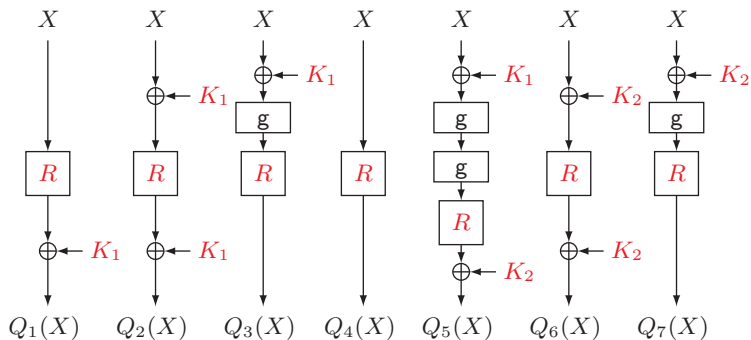 X X X X X X X
K₁ K₂
K₁ K₁ K₂
g g g
R R R R g R R
R
K₁ K₁ K₂
K₂
Q₁(X) Q₂(X) Q₃(X) Q₄(X) Q₅(X) Q₆(X) Q₇(X)